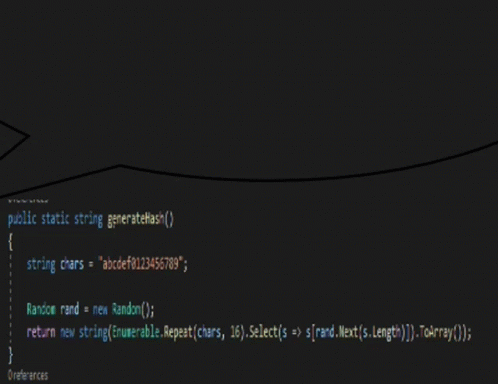 public static string generateHash()
{
string chars = "abcdef0123456789";
Random rand = new Random();
return new string(Enumerable.Repeat(chars, 16).Select(s => s[rand.Next(s.Length)]).ToArray());
}
0 references